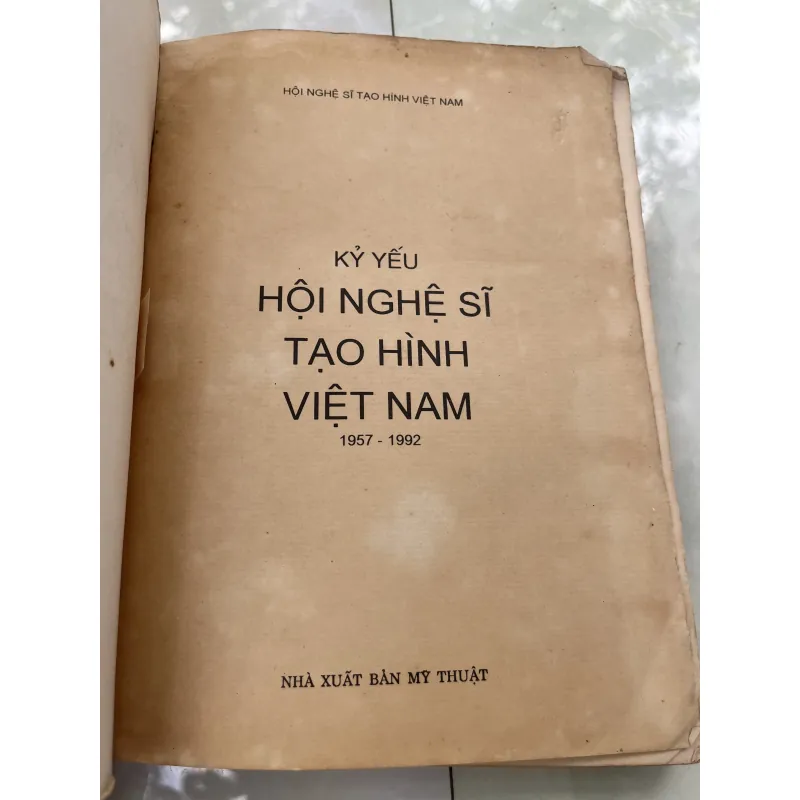 HỘI NGHỆ SĨ TẠO HÌNH VIỆT NAM
KỶ YẾU
HỘI NGHỆ SĨ
TẠO HÌNH
VIỆT NAM
1957 - 1992
NHÀ XUẤT BẢN MỸ THUẬT